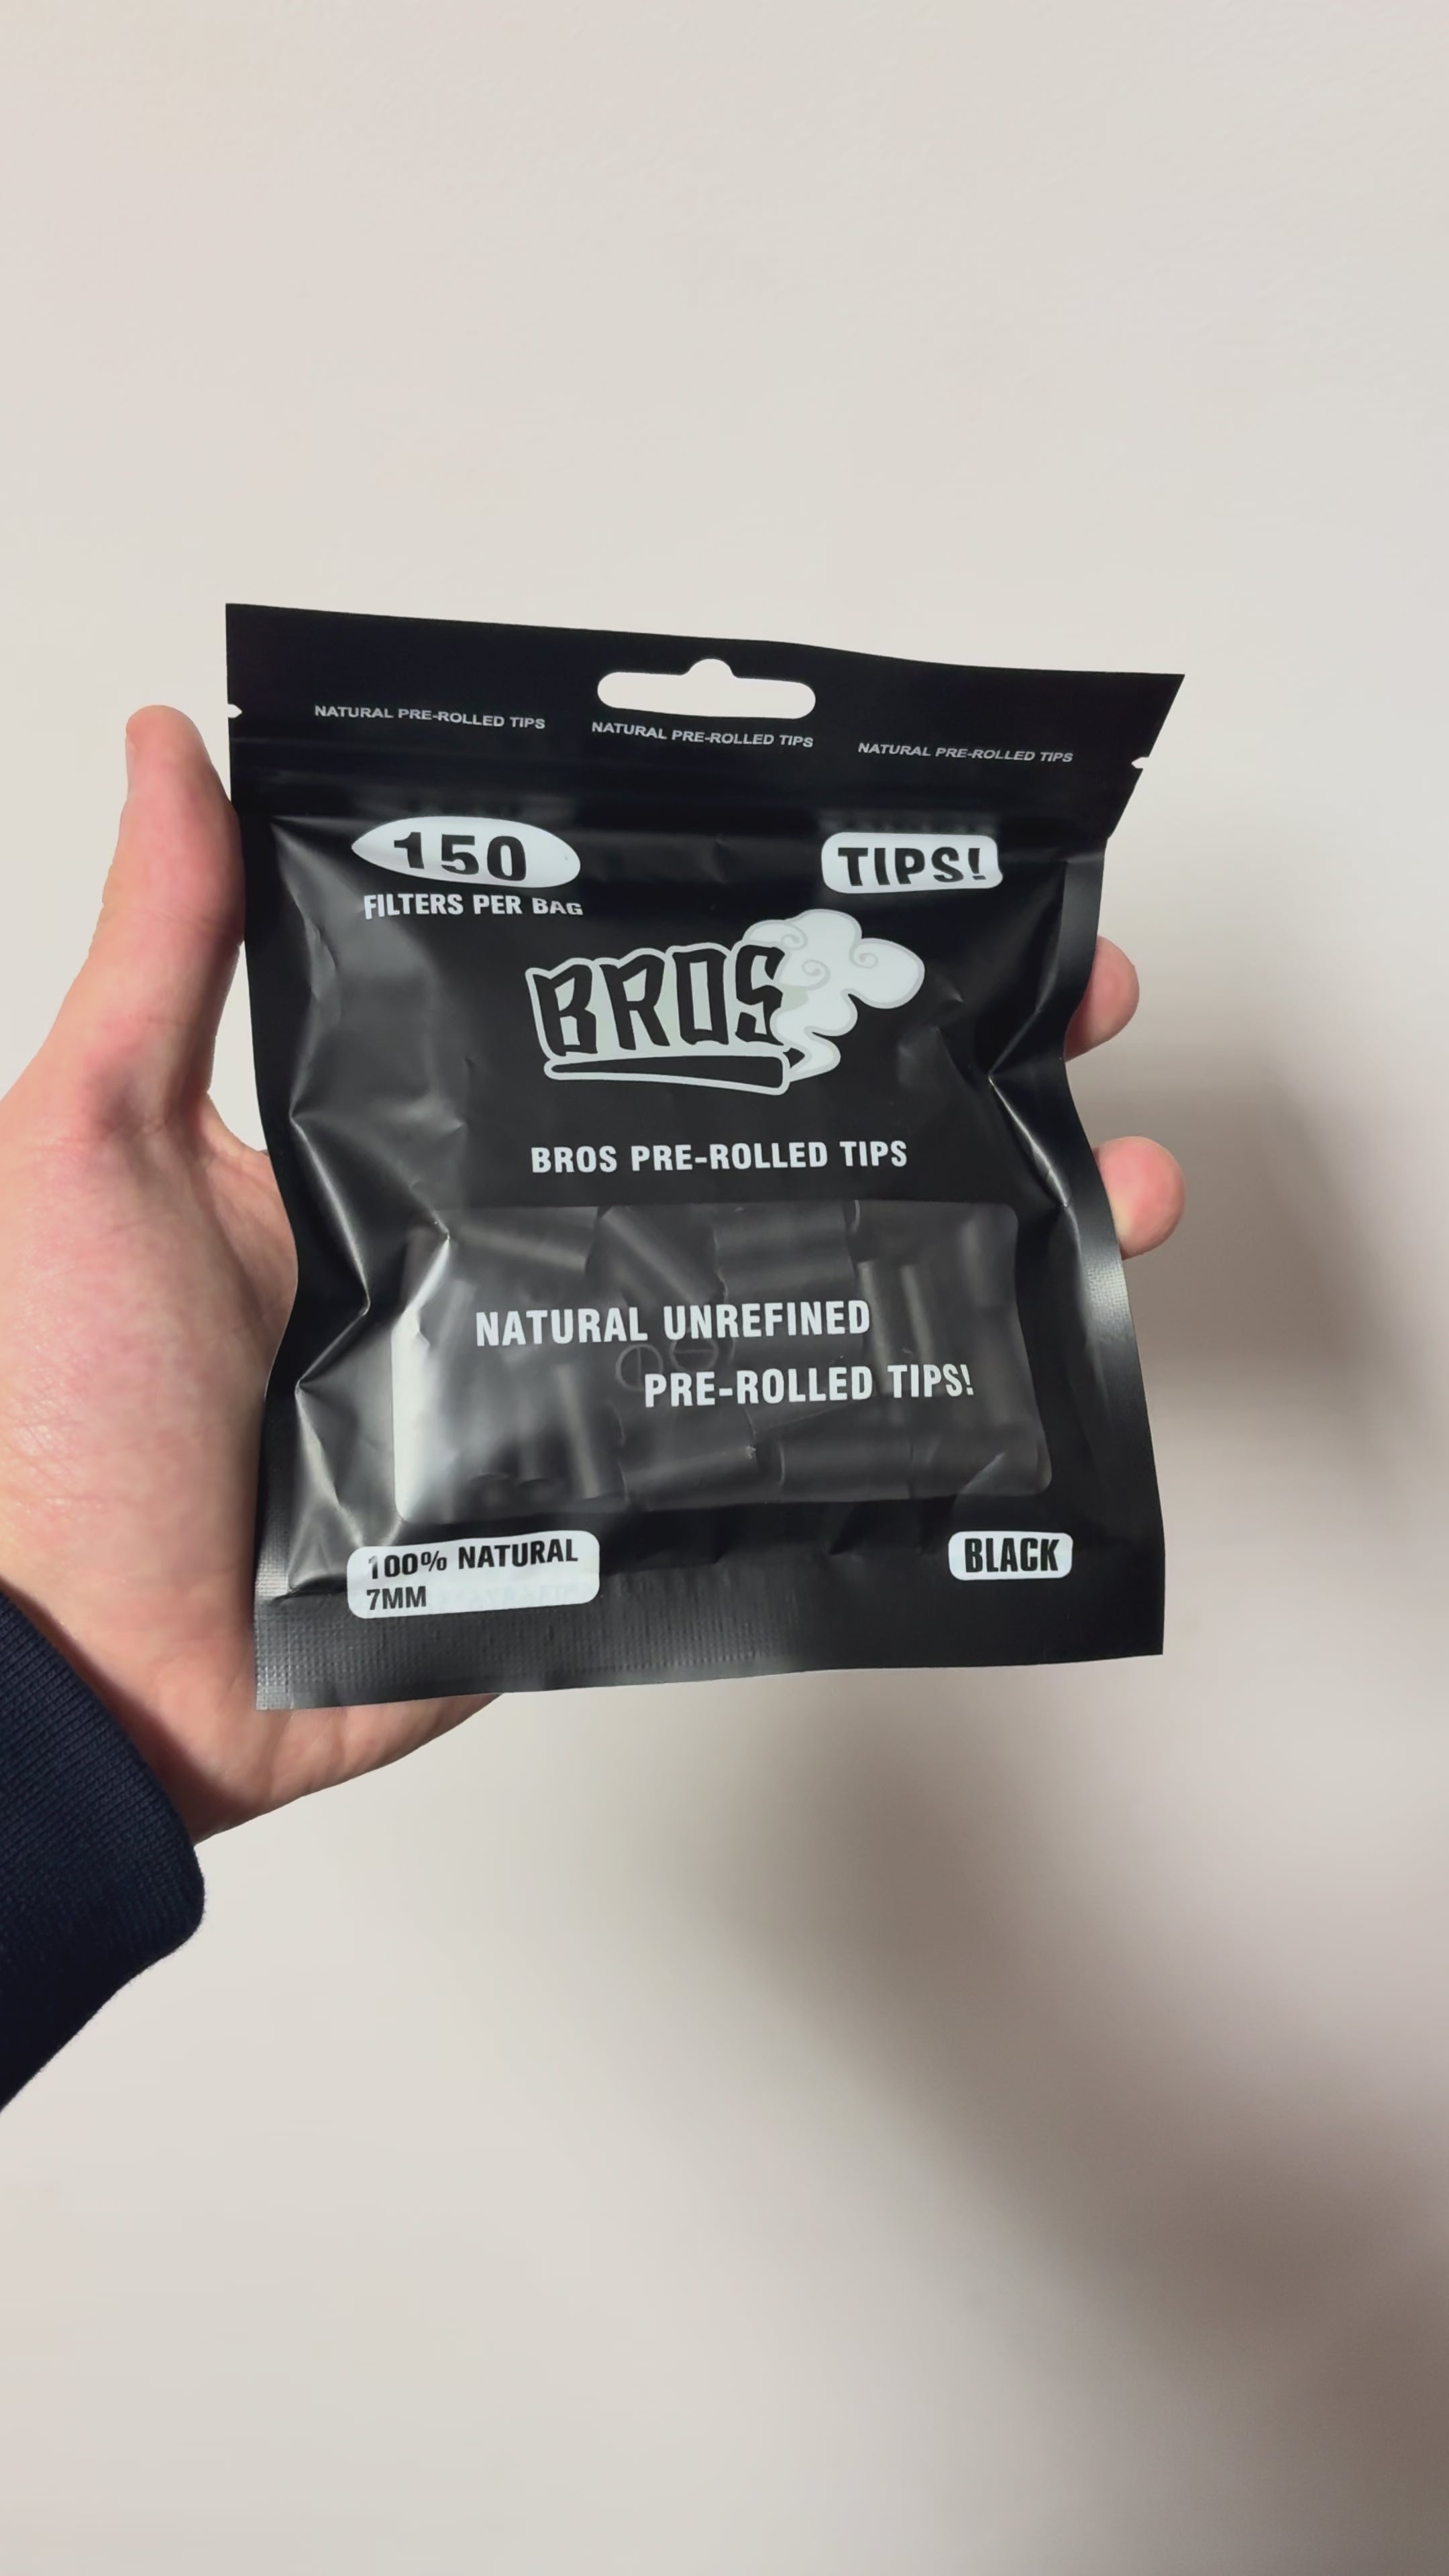 NATURAL PRE-ROLLED TIPS
NATURAL PRE-ROLLED TIPS
NATURAL PRE-ROLLED TIPS
150
FILTERS PER BAG
TIPS!
BROS
BROS PRE-ROLLED TIPS
NATURAL UNREFINED
PRE-ROLLED TIPS!
100% NATURAL
7MM
BLACK